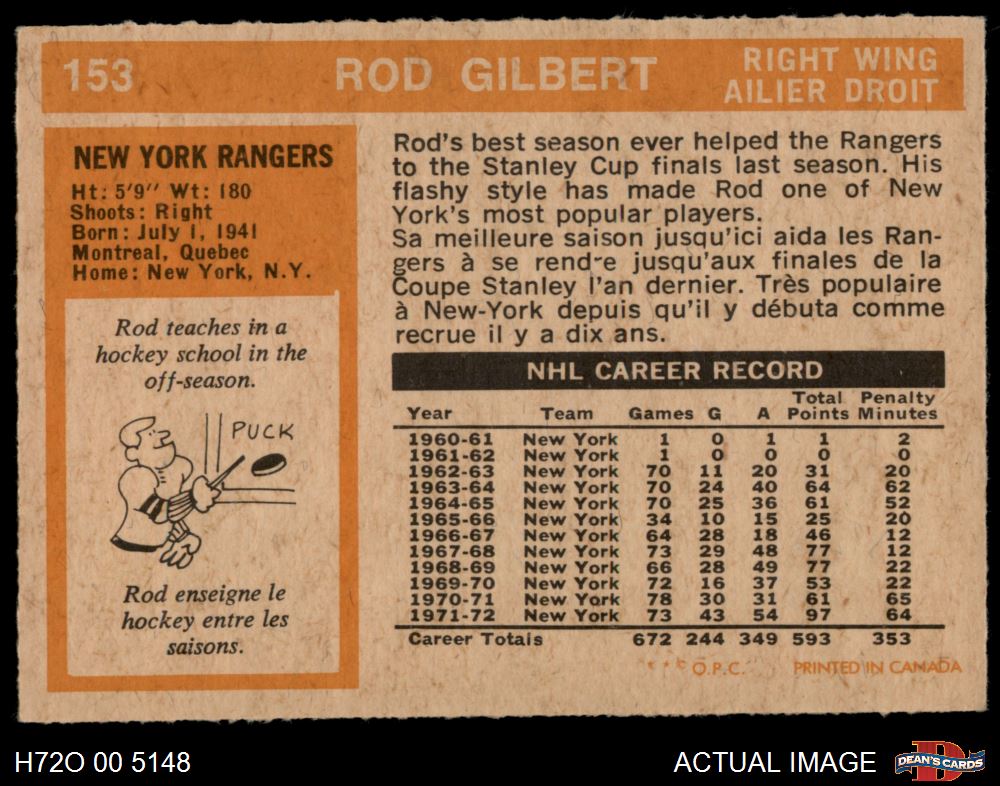 153 ROD GILBERT RIGHT WING
AILIER DROIT
NEW YORK RANGERS
Ht: 5'9'' Wt: 180
Shoots: Right
Born: July 1, 1941
Montreal, Quebec
Home: New York, N.Y.
Rod teaches in a
hockey school in the
off-season.
PUCK
Rod enseigne le
hockey entre les
saisons.
Rod's best season ever helped the Rangers
to the Stanley Cup finals last season. His
flashy style has made Rod one of New
York's most popular players.
Sa meilleure saison jusqu'ici aida les Ran-
gers à se rendre jusqu'aux finales de la
Coupe Stanley l'an dernier. Très populaire
à New-York depuis qu'il y débuta comme
recrue il y a dix ans.
NHL CAREER RECORD
Year Team Games G A Total Points Penalty Minutes
1960-61 New York 1 0 1 1 2
1961-62 New York 1 0 0 0 0
1962-63 New York 70 11 20 31 20
1963-64 New York 70 24 40 64 62
1964-65 New York 70 25 36 61 52
1965-66 New York 34 10 15 25 20
1966-67 New York 64 28 18 46 12
1967-68 New York 73 29 48 77 12
1968-69 New York 66 28 49 77 22
1969-70 New York 72 16 37 53 22
1970-71 New York 78 30 31 61 65
1971-72 New York 73 43 54 97 64
Career Totals 672 244 349 593 353
* * © O.P.C. PRINTED IN CANADA
H72O 00 5148 ACTUAL IMAGE DEAN'S CARDS